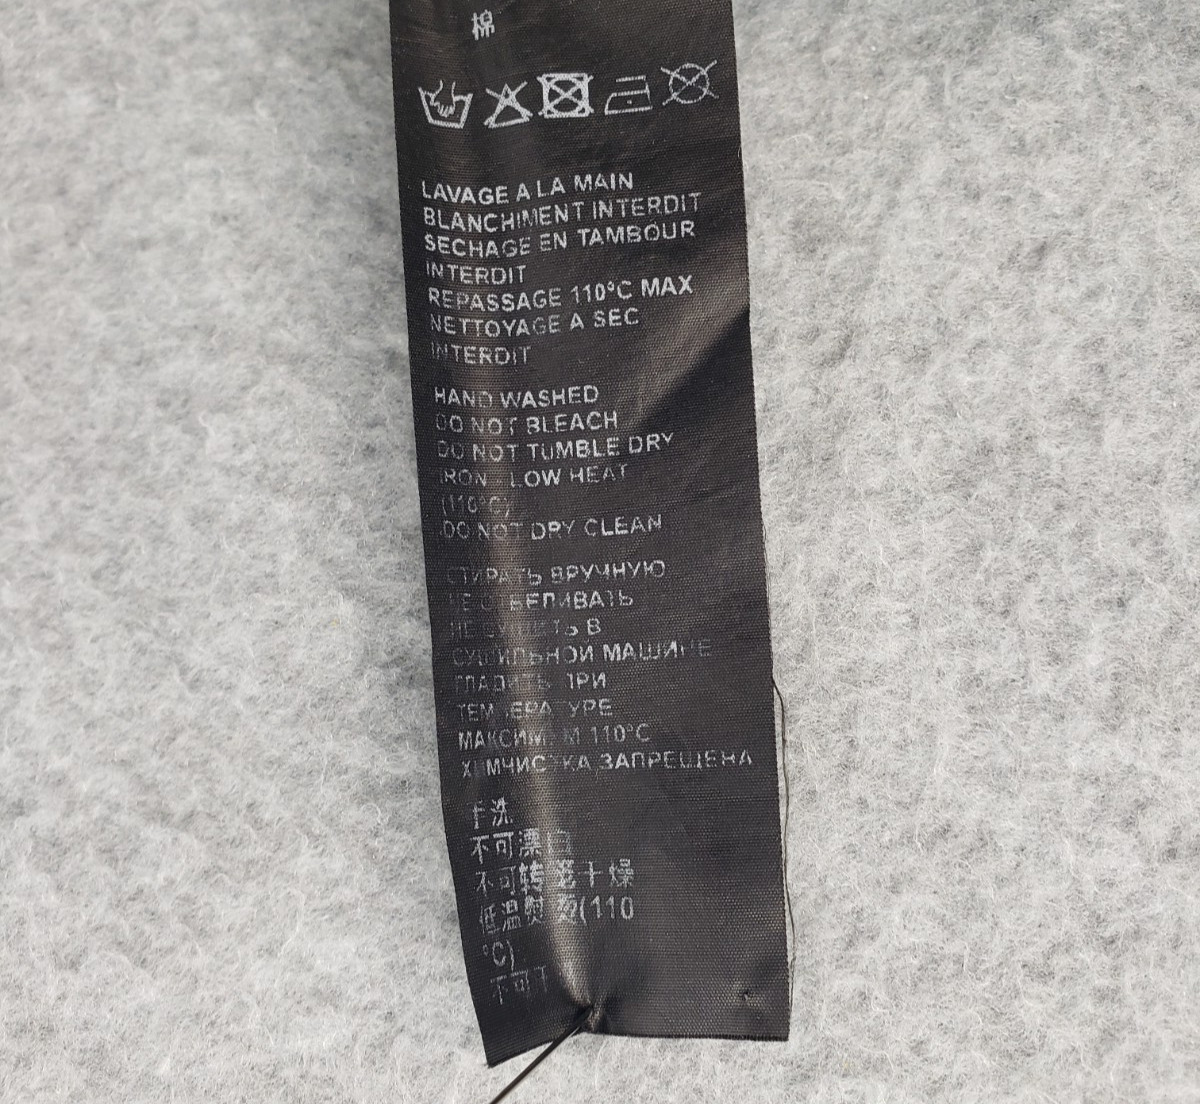 棉
LAVAGE A LA MAIN
BLANCHIMENT INTERDIT
SECHAGE EN TAMBOUR
INTERDIT
REPASSAGE 110°C MAX
NETTOYAGE A SEC
INTERDIT
HAND WASHED
DO NOT BLEACH
DO NOT TUMBLE DRY
IRON LOW HEAT
(110°C)
DO NOT DRY CLEAN
СТИРАТЬ ВРУЧНУЮ
НЕ ОТБЕЛИВАТЬ
НЕ В
СУШИЛЬНОЙ МАШИНЕ
ГЛАДИТЬ ПРИ
ТЕМПЕРАТУРЕ
МАКСИМУМ 110°C
ХИМЧИСТКА ЗАПРЕЩЕНА
手洗
不可漂白
不可转笼干燥
低温熨烫(110
°C)
不可干